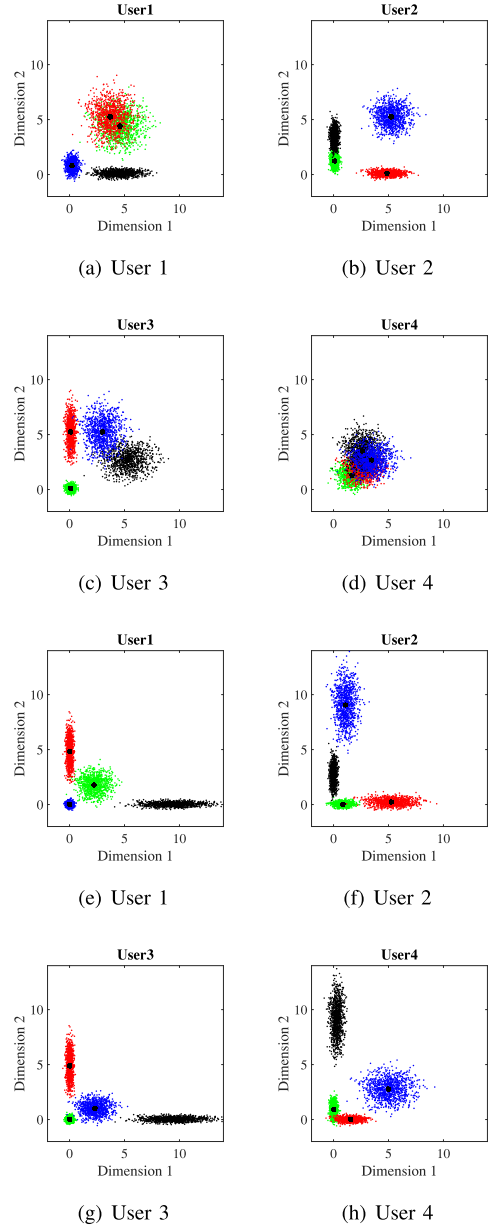 User1 User2
10 10
5 5
0 0
Dimension 2 Dimension 2
0 5 10 0 5 10
Dimension 1 Dimension 1
(a) User 1 (b) User 2
User3 User4
10 10
5 5
0 0
Dimension 2 Dimension 2
0 5 10 0 5 10
Dimension 1 Dimension 1
(c) User 3 (d) User 4
User1 User2
10 10
5 5
0 0
Dimension 2 Dimension 2
0 5 10 0 5 10
Dimension 1 Dimension 1
(e) User 1 (f) User 2
User3 User4
10 10
5 5
0 0
Dimension 2 Dimension 2
0 5 10 0 5 10
Dimension 1 Dimension 1
(g) User 3 (h) User 4